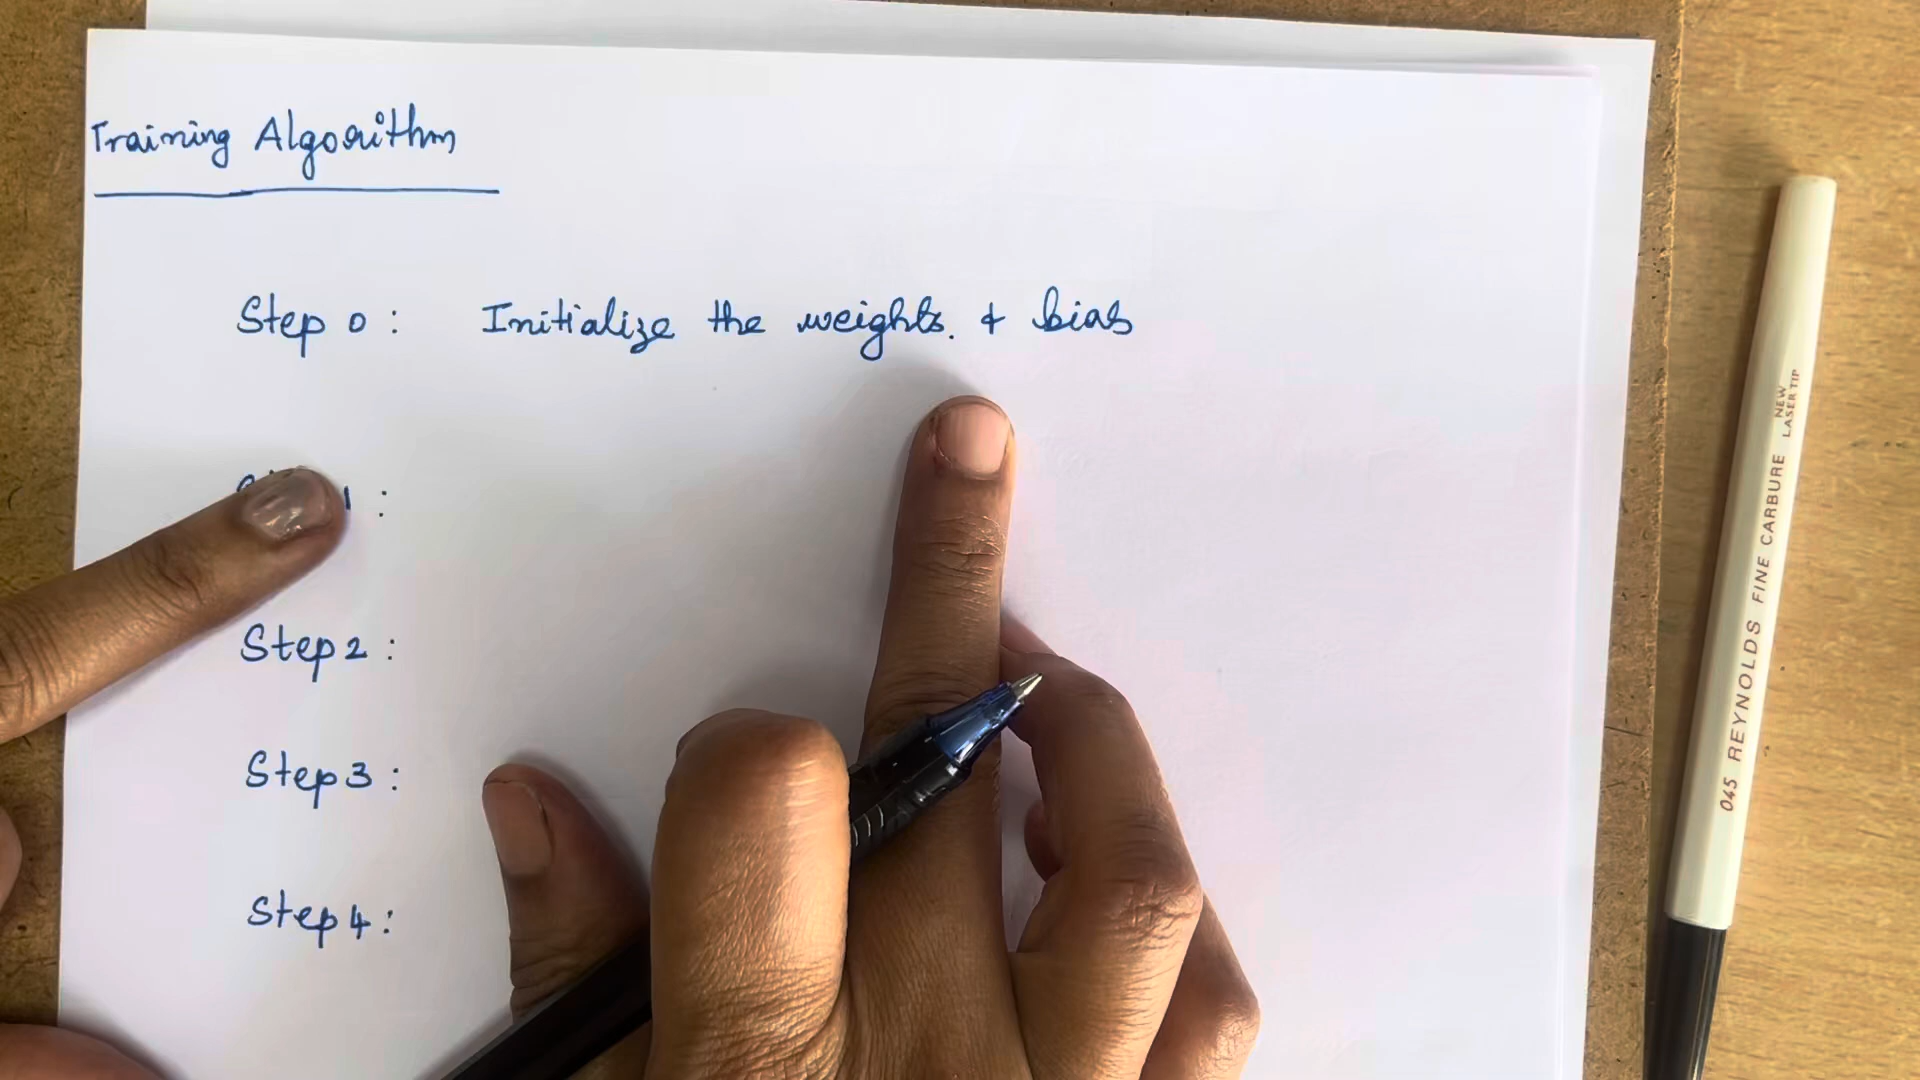 Training Algorithm
Step 0 : Initialize the weights. & bias
1 :
Step 2 :
Step 3 :
Step 4 :
045 REYNOLDS FINE CARBURE NEW LASER TIP